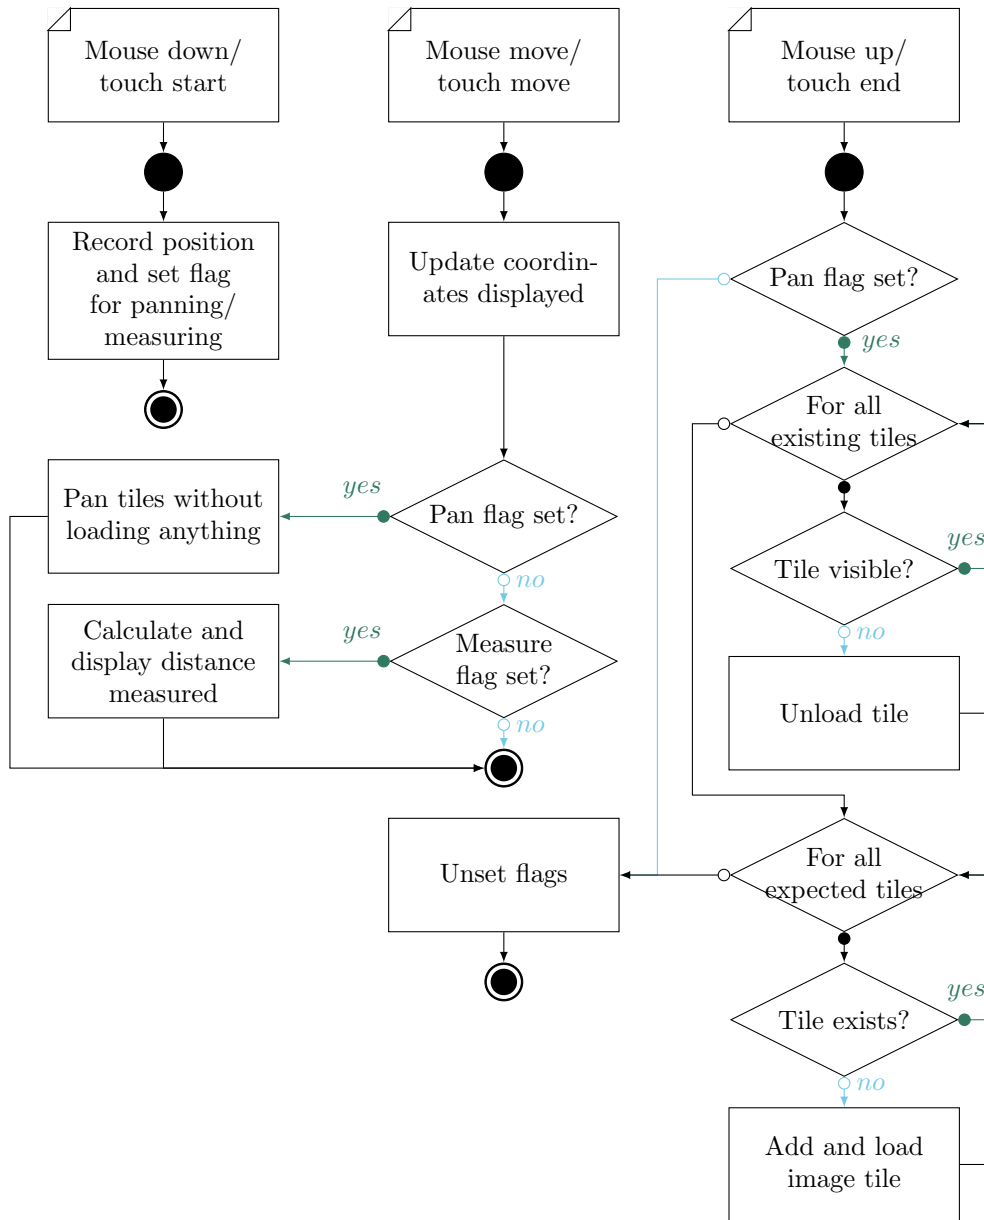 Mouse down/
touch start
Mouse move/
touch move
Mouse up/
touch end
Record position
and set flag
for panning/
measuring
Update coordin-
ates displayed
Pan flag set?
yes
For all
existing tiles
Pan tiles without
loading anything
yes
Pan flag set?
no
Tile visible?
yes
no
Calculate and
display distance
measured
yes
Measure
flag set?
no
Unload tile
Unset flags
For all
expected tiles
Tile exists?
yes
no
Add and load
image tile